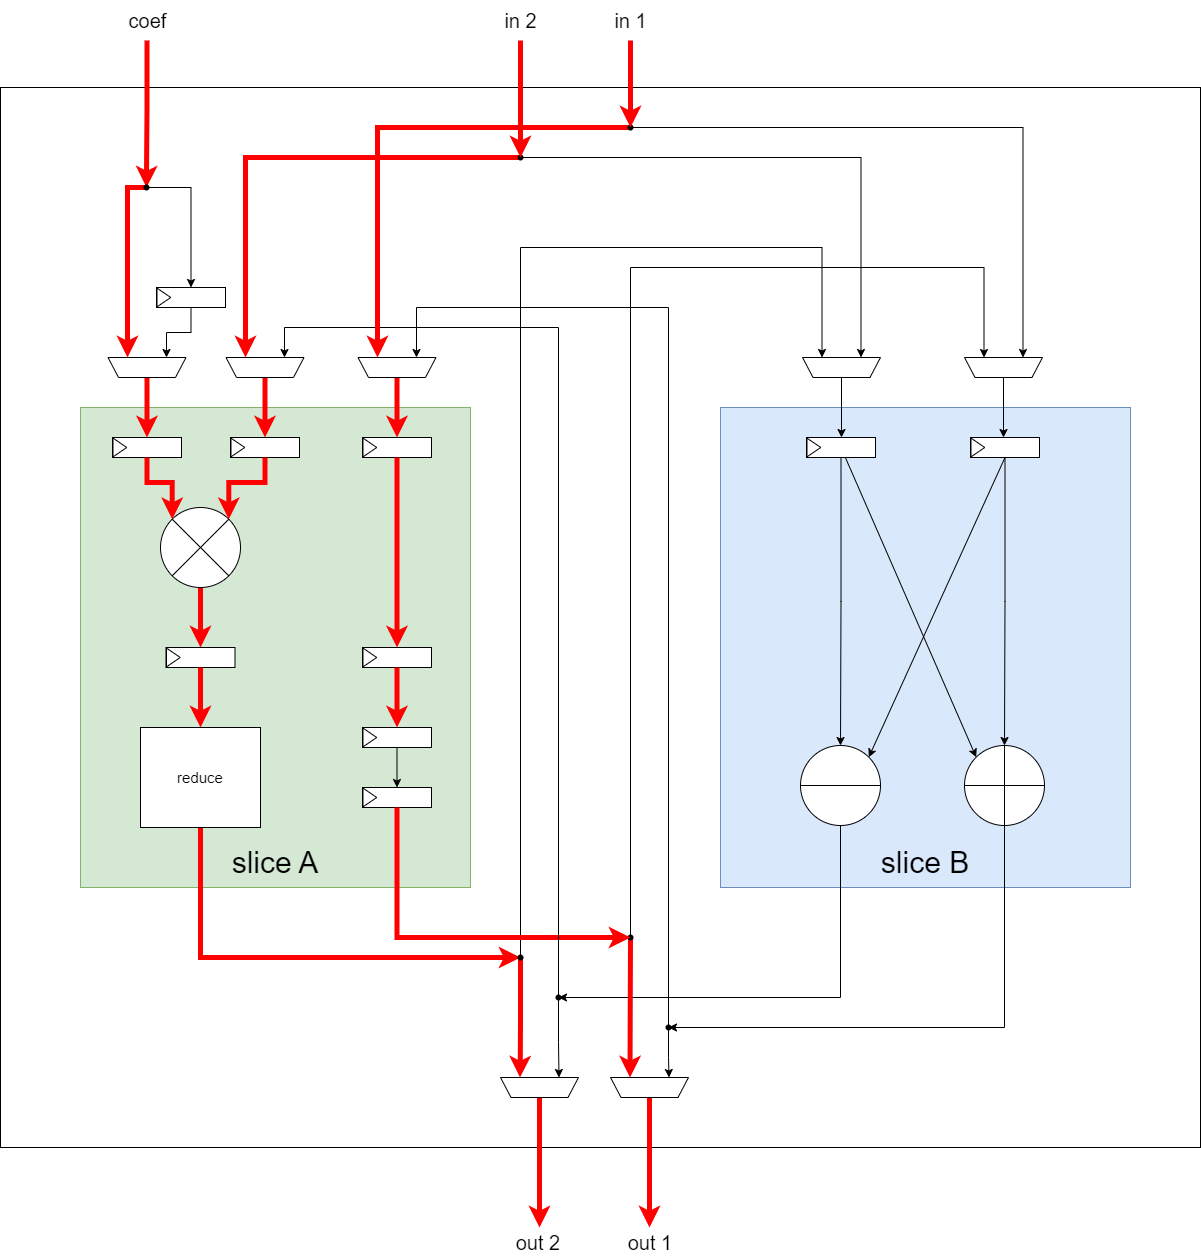 coef
in 2
in 1
reduce
slice A
slice B
out 2
out 1